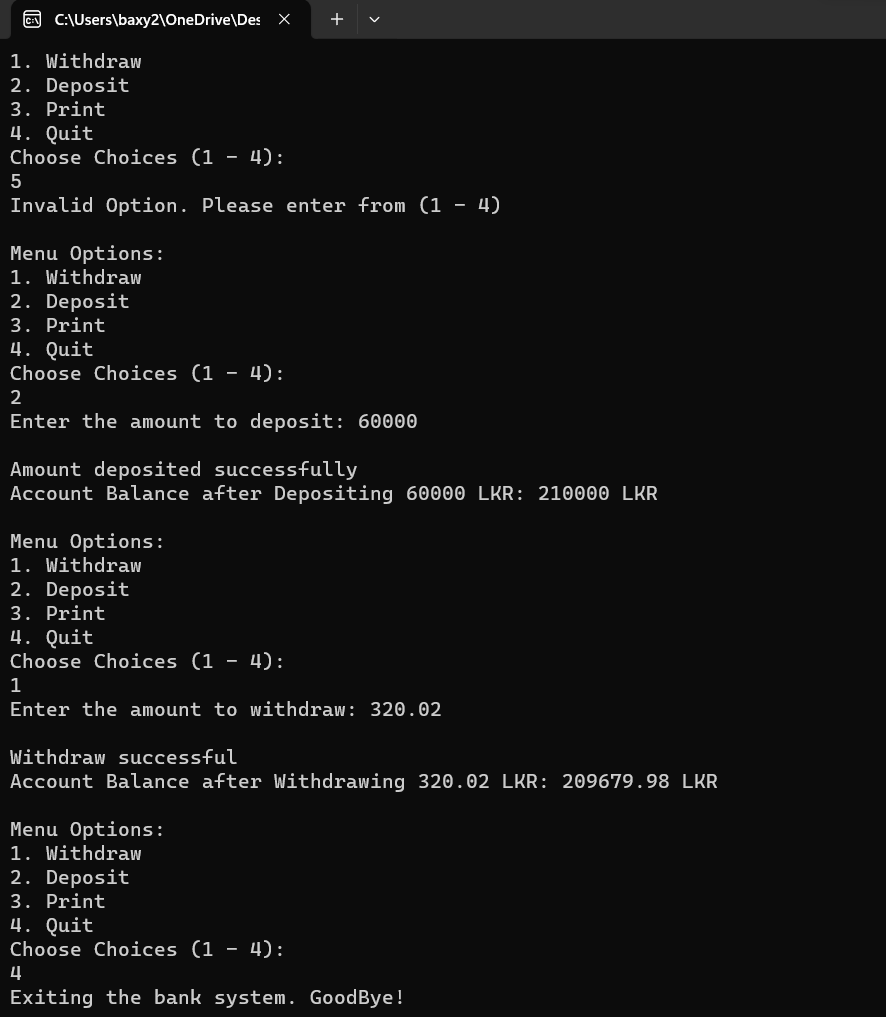 C:\Users\baxy2\OneDrive\Des
1. Withdraw
2. Deposit
3. Print
4. Quit
Choose Choices (1 - 4):
5
Invalid Option. Please enter from (1 - 4)
Menu Options:
1. Withdraw
2. Deposit
3. Print
4. Quit
Choose Choices (1 - 4):
2
Enter the amount to deposit: 60000
Amount deposited successfully
Account Balance after Depositing 60000 LKR: 210000 LKR
Menu Options:
1. Withdraw
2. Deposit
3. Print
4. Quit
Choose Choices (1 - 4):
1
Enter the amount to withdraw: 320.02
Withdraw successful
Account Balance after Withdrawing 320.02 LKR: 209679.98 LKR
Menu Options:
1. Withdraw
2. Deposit
3. Print
4. Quit
Choose Choices (1 - 4):
4
Exiting the bank system. GoodBye!